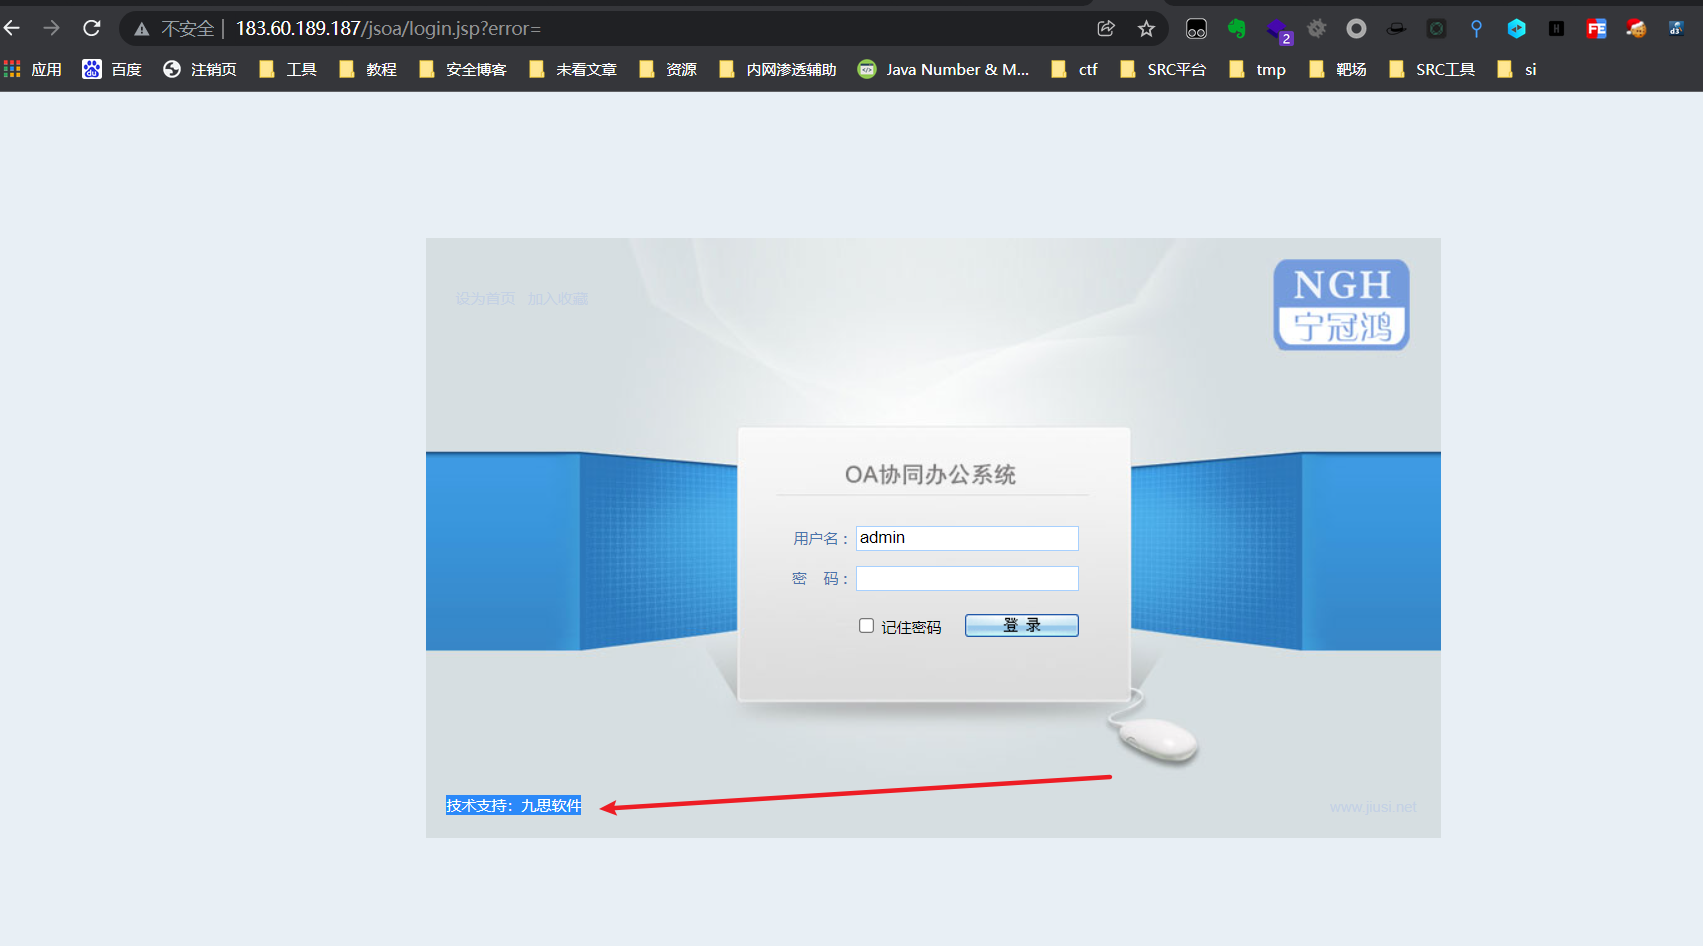 不安全 | 183.60.189.187/jsoa/login.jsp?error=
2
FE
H
d3
应用 百度 注销页 工具 教程 安全博客 未看文章 资源 内网渗透辅助 Java Number & M... ctf SRC平台 tmp 靶场 SRC工具 si
du
设为首页 加入收藏
NGH
宁冠鸿
OA协同办公系统
用户名： admin
密 码：
记住密码 登 录
技术支持：九思软件
www.jiusi.net